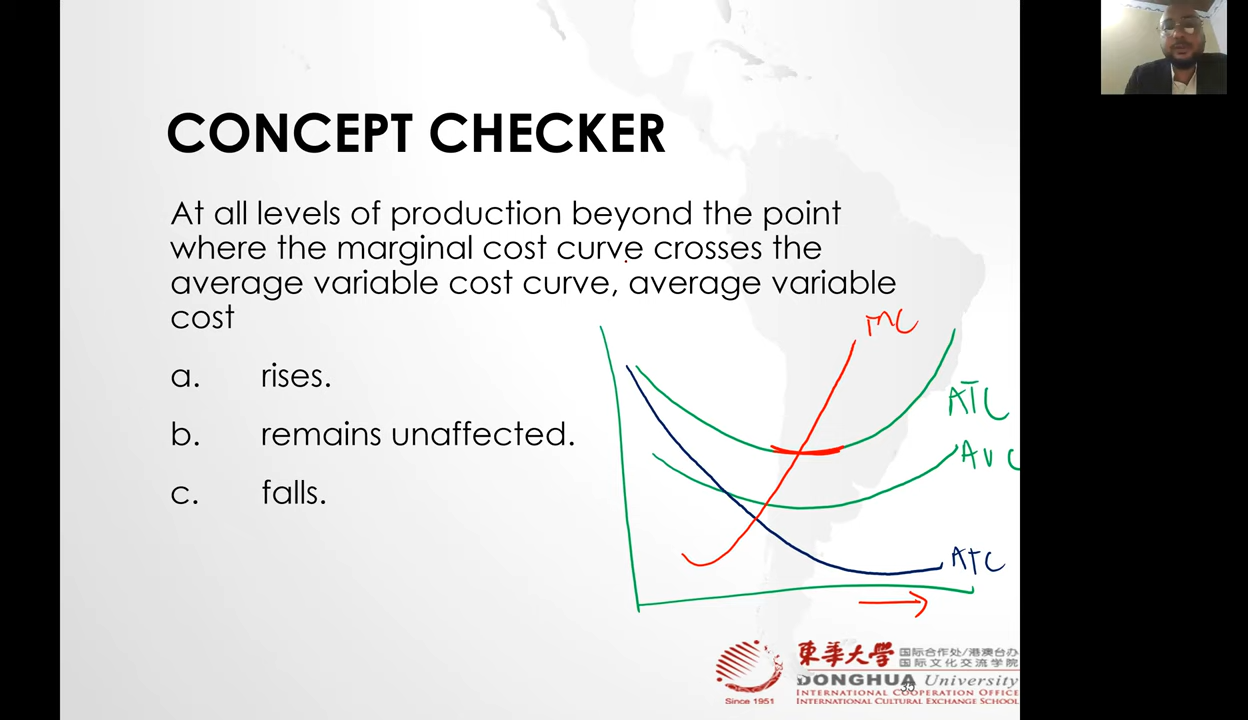 CONCEPT CHECKER
At all levels of production beyond the point
where the marginal cost curve crosses the
average variable cost curve, average variable
cost
a. rises.
b. remains unaffected.
c. falls.
MC
ATC
AVC
ATC
東華大学 国际合作处/港澳台办
国际文化交流学院
DONGHUA University
35
INTERNATIONAL COOPERATION OFFICE
Since 1951 INTERNATIONAL CULTURAL EXCHANGE SCHOOL